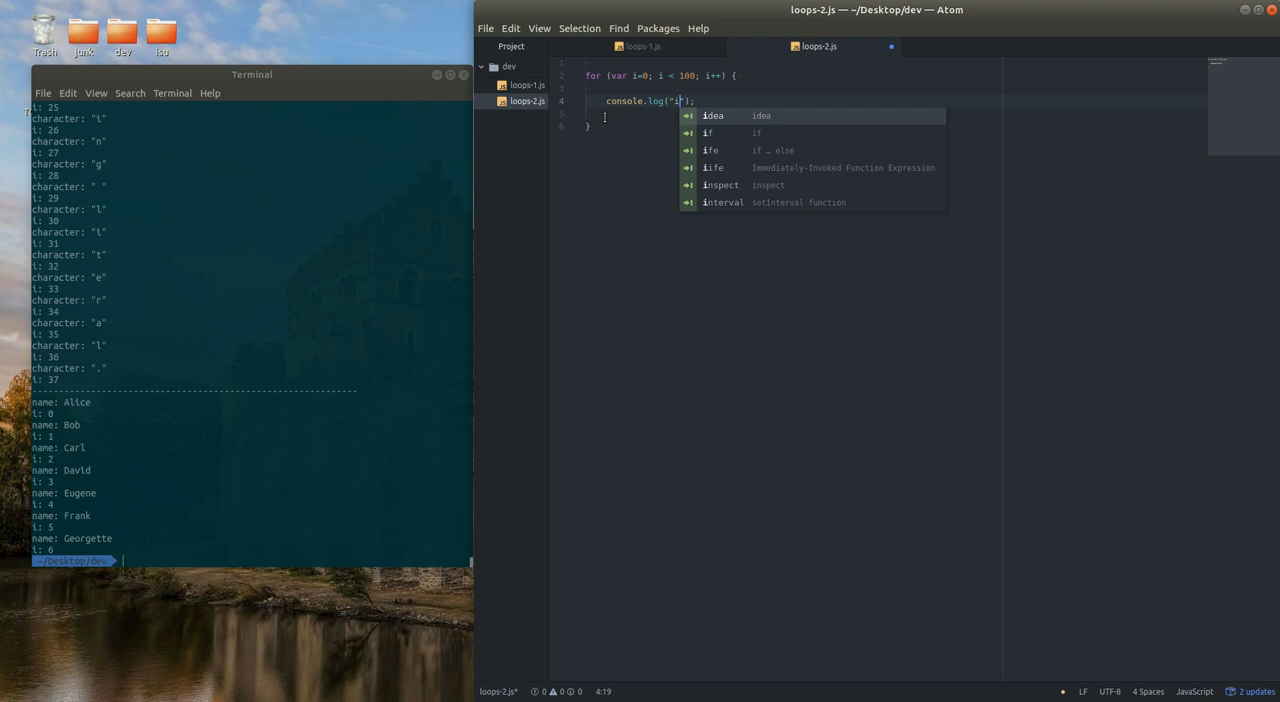 Trash
junk
dev
isu
Terminal
File Edit View Search Terminal Help
i: 25
character: "i"
i: 26
character: "n"
i: 27
character: "g"
i: 28
character: " "
i: 29
character: "l"
i: 30
character: "i"
i: 31
character: "t"
i: 32
character: "e"
i: 33
character: "r"
i: 34
character: "a"
i: 35
character: "l"
i: 36
character: "."
i: 37
--------------------------------------------------------------
name: Alice
i: 0
name: Bob
i: 1
name: Carl
i: 2
name: David
i: 3
name: Eugene
i: 4
name: Frank
i: 5
name: Georgette
i: 6
~/Desktop/dev
loops-2.js — ~/Desktop/dev — Atom
File Edit View Selection Find Packages Help
Project
loops-1.js
loops-2.js
dev
loops-1.js
loops-2.js
1
2 for (var i=0; i < 100; i++) {
3
4 console.log("i");
5
6 }
idea idea
if if
ife if … else
iife Immediately-Invoked Function Expression
inspect inspect
interval setInterval function
loops-2.js* 0 0 0 4:19 LF UTF-8 4 Spaces JavaScript 2 updates